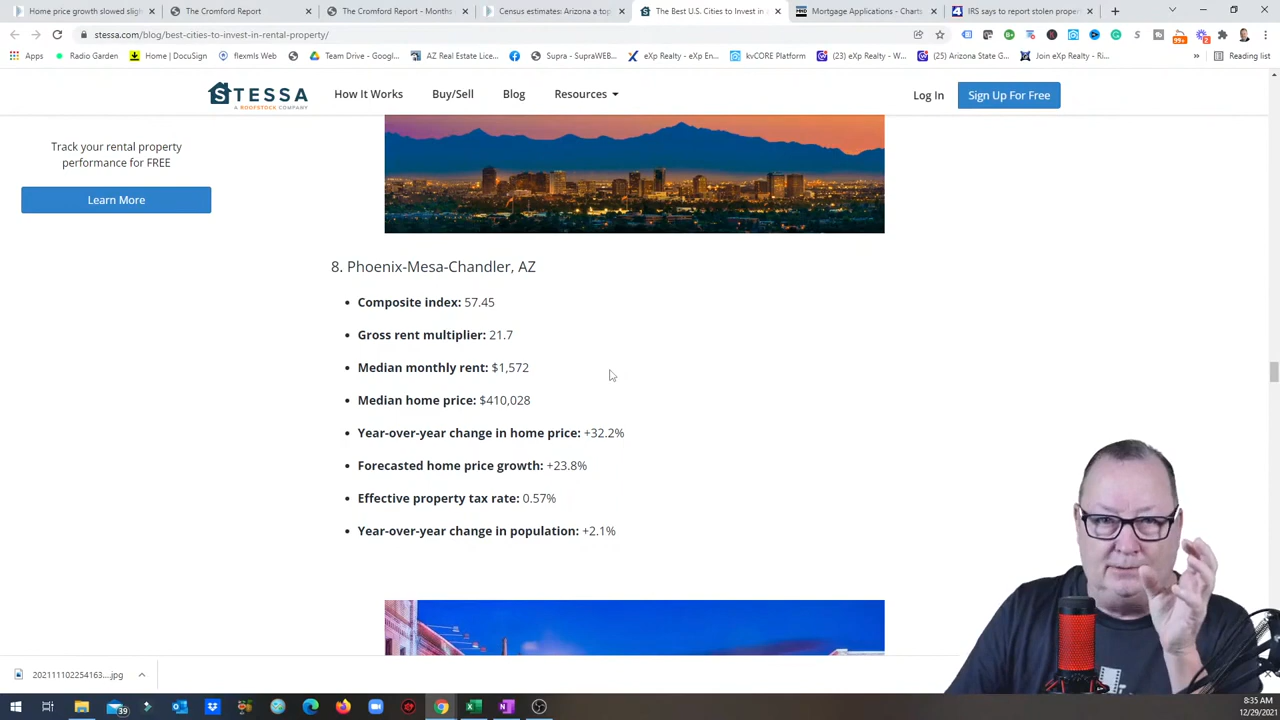 Home price growth slowed sligh
The Cromford Report
The Cromford Report - Months
Census estimates: Arizona a top
The Best U.S. Cities to Invest in
Mortgage Applications - Charts
IRS says to report stolen proper
stessa.com/blog/best-cities-to-invest-in-rental-property/
Apps
Radio Garden
Home | DocuSign
flexmls Web
Team Drive - Googl...
AZ Real Estate Lice...
Supra - SupraWEB...
eXp Realty - eXp En...
kvCORE Platform
(23) eXp Realty - W...
(25) Arizona State G...
Join eXp Realty - Ri...
»
Reading list
STESSA
A ROOFSTOCK COMPANY
How It Works
Buy/Sell
Blog
Resources
Log In
Sign Up For Free
Track your rental property
performance for FREE
Learn More
8. Phoenix-Mesa-Chandler, AZ
• Composite index: 57.45
• Gross rent multiplier: 21.7
• Median monthly rent: $1,572
• Median home price: $410,028
• Year-over-year change in home price: +32.2%
• Forecasted home price growth: +23.8%
• Effective property tax rate: 0.57%
• Year-over-year change in population: +2.1%
202111102254163....jpg
39
99+
2
8:35 AM
12/29/2021